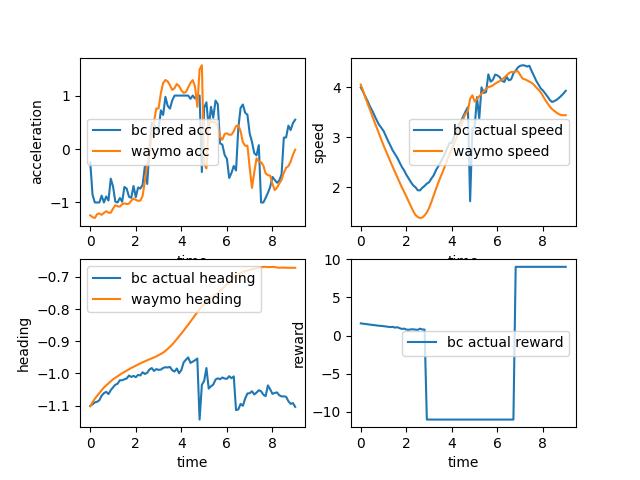 acceleration
1
0
−1
bc pred acc
waymo acc
0 2 4 6 8
time
speed
4
3
2
bc actual speed
waymo speed
0 2 4 6 8
time
heading
−0.7
−0.8
−0.9
−1.0
−1.1
bc actual heading
waymo heading
0 2 4 6 8
time
reward
10
5
0
−5
−10
bc actual reward
0 2 4 6 8
time